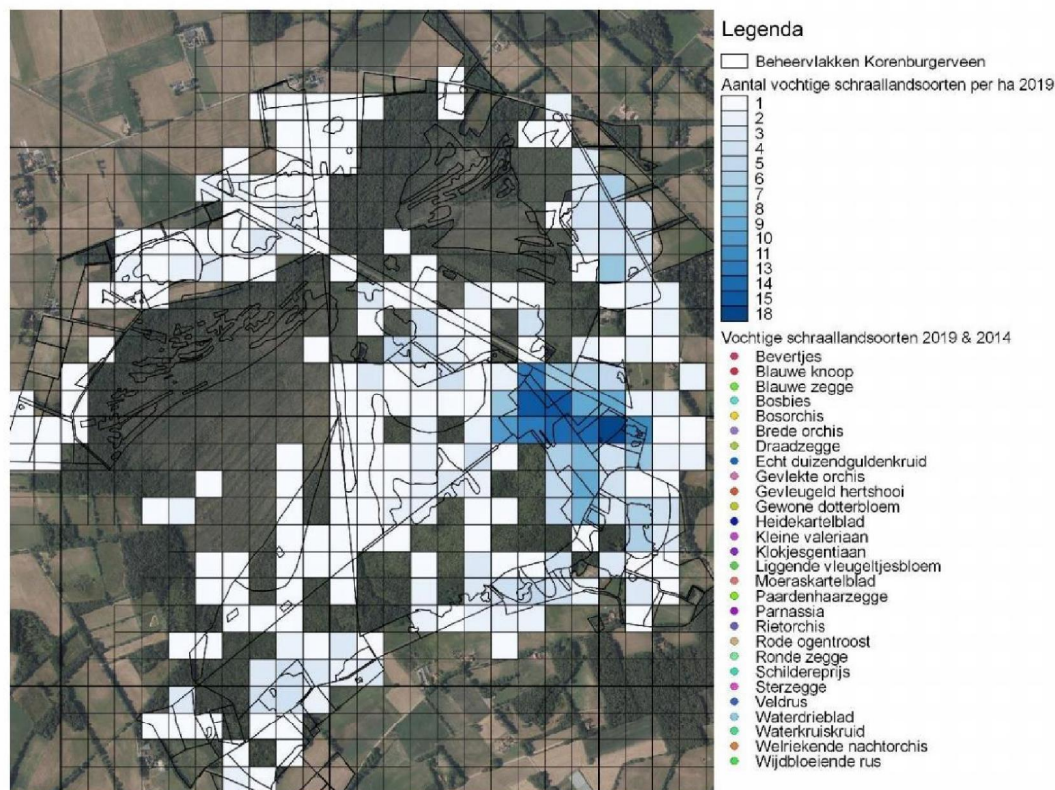 Legenda
Beheervlakken Korenburgerveen
Aantal vochtige schraallandsoorten per ha 2019
1
2
3
4
5
6
7
8
9
10
11
13
14
15
18
Vochtige schraallandsoorten 2019 & 2014
Bevertjes
Blauwe knoop
Blauwe zegge
Bosbies
Bosorchis
Brede orchis
Draadzegge
Echt duizendguldenkruid
Gevlekte orchis
Gevleugeld hertshooi
Gewone dotterbloem
Heidekartelblad
Kleine valeriaan
Klokjesgentiaan
Liggende vleugeltjesbloem
Moeraskartelblad
Paardenhaarzegge
Parnassia
Rietorchis
Rode ogentroost
Ronde zegge
Schildereprijs
Sterzegge
Veldrus
Waterdrieblad
Waterkruiskruid
Welriekende nachtorchis
Wijdbloeiende rus